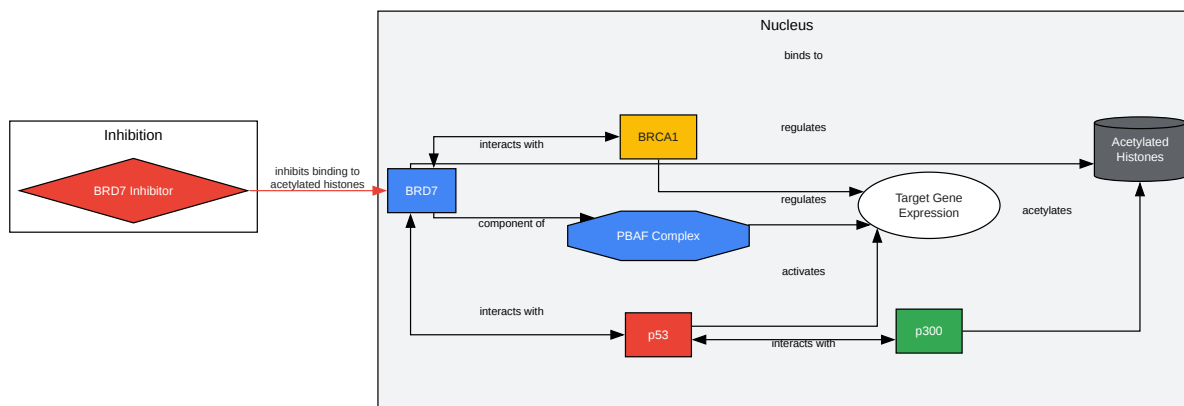 Nucleus
binds to
Inhibition
BRD7 Inhibitor
inhibits binding to
acetylated histones
BRD7
interacts with
BRCA1
regulates
Acetylated
Histones
component of
PBAF Complex
regulates
Target Gene
Expression
acetylates
activates
interacts with
p53
interacts with
p300